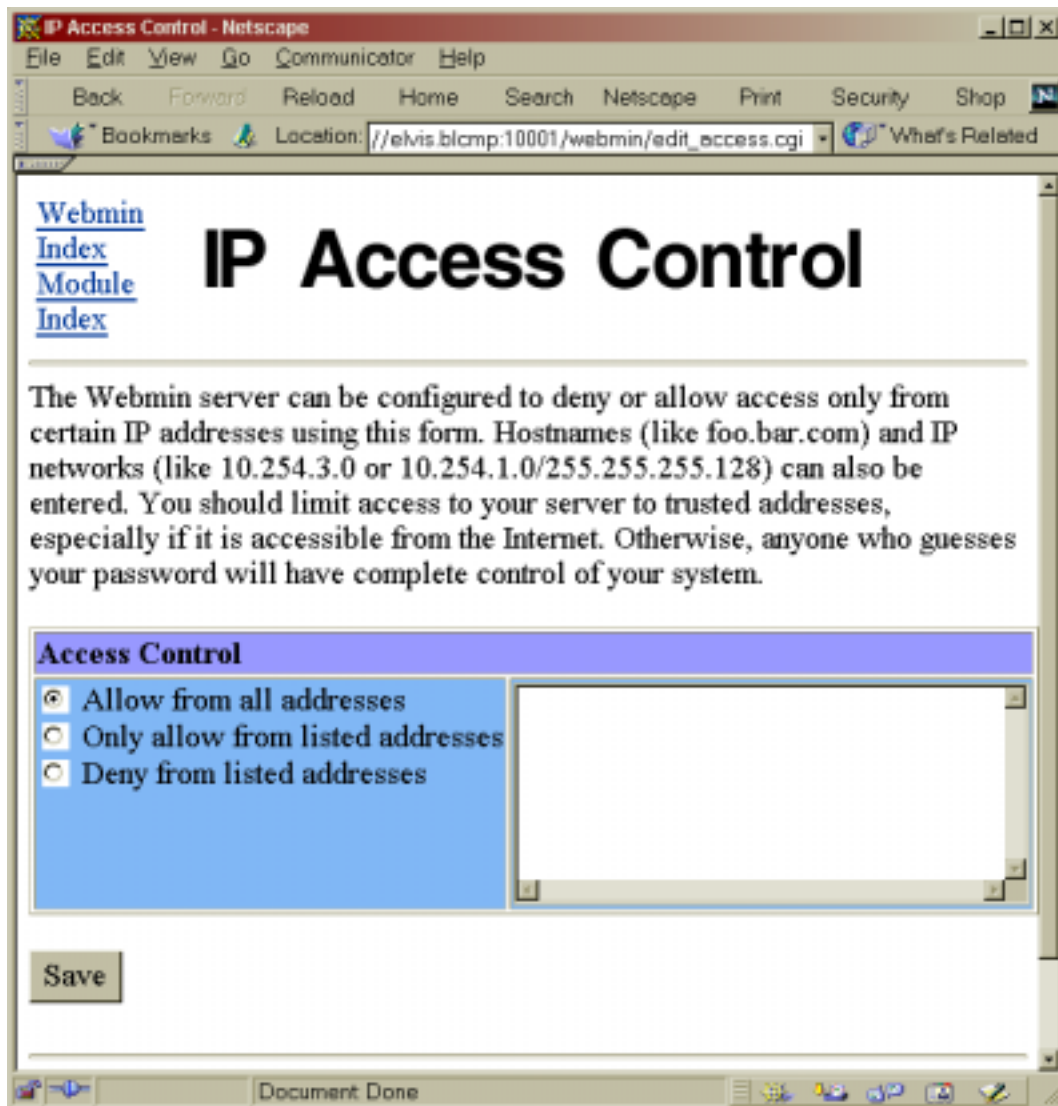 IP Access Control - Netscape
File Edit View Go Communicator Help
Back Forward Reload Home Search Netscape Print Security Shop N
Bookmarks Location: //elvis.blcmp:10001/webmin/edit_access.cgi What's Related
Webmin
Index
Module
Index
IP Access Control
The Webmin server can be configured to deny or allow access only from
certain IP addresses using this form. Hostnames (like foo.bar.com) and IP
networks (like 10.254.3.0 or 10.254.1.0/255.255.255.128) can also be
entered. You should limit access to your server to trusted addresses,
especially if it is accessible from the Internet. Otherwise, anyone who guesses
your password will have complete control of your system.
Access Control
Allow from all addresses
Only allow from listed addresses
Deny from listed addresses
Save
Document Done